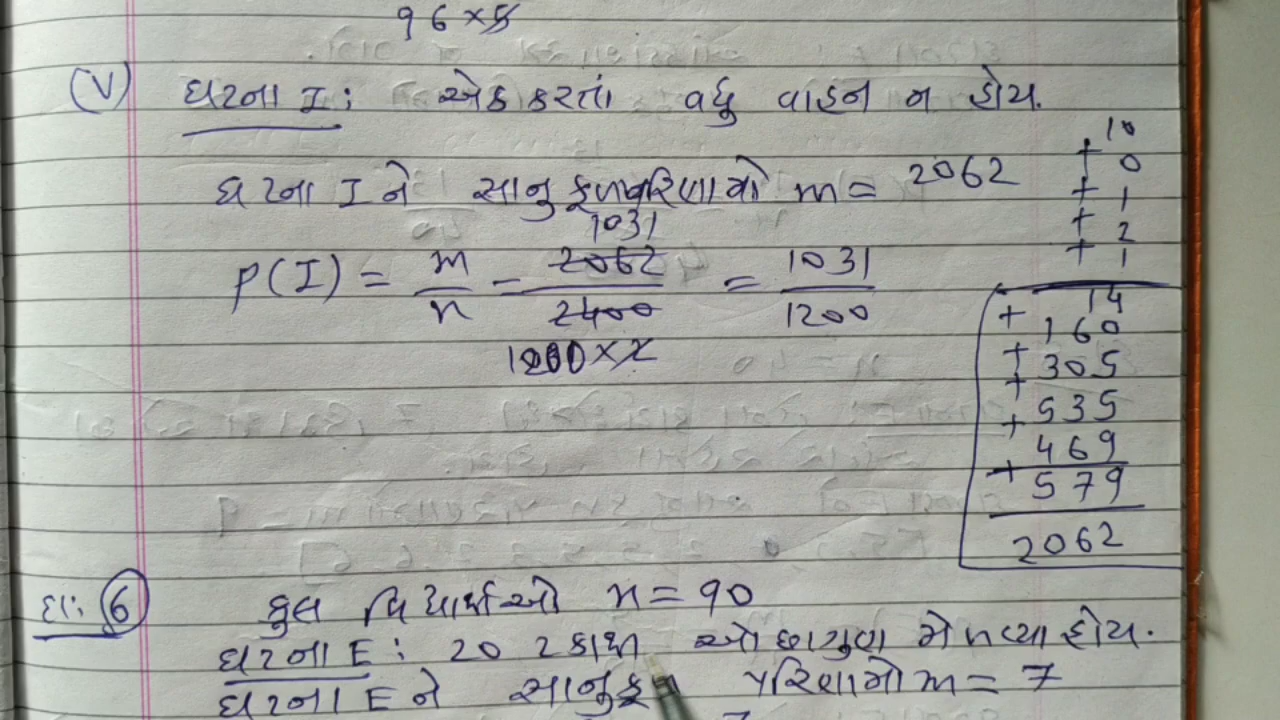 96×5
(V) ઘટના I: એક કરતાં વધુ વાહન ન હોય.
ઘટના I ને સાનુકૂળ પરિણામો m = 2062
P(I) = m/n = 2062/2400 = 1031/1200
1031
1200×2
10
+ 0
+ 1
+ 2
+ 1
14
+ 160
+ 305
+ 535
+ 469
+ 579
2062
દા: 6 કુલ વિદ્યાર્થીઓ n = 90
ઘટના E: 20 ટકાથી ઓછા ગુણ મેળવ્યા હોય.
ઘટના E ને પરિણામો m = 7